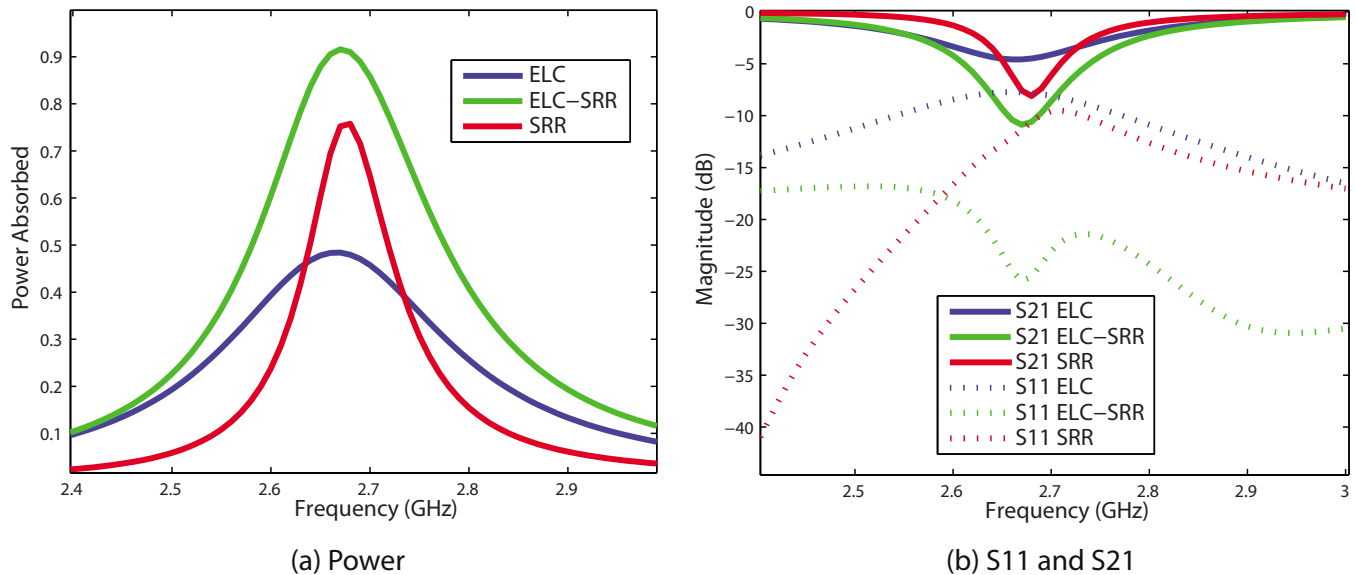 0.9
0.8
0.7
0.6
0.5
0.4
0.3
0.2
0.1
Power Absorbed
ELC
ELC−SRR
SRR
2.4
2.5
2.6
2.7
2.8
2.9
Frequency (GHz)
(a) Power
0
−5
−10
−15
−20
−25
−30
−35
−40
Magnitude (dB)
S21 ELC
S21 ELC−SRR
S21 SRR
S11 ELC
S11 ELC−SRR
S11 SRR
2.5
2.6
2.7
2.8
2.9
3
Frequency (GHz)
(b) S11 and S21